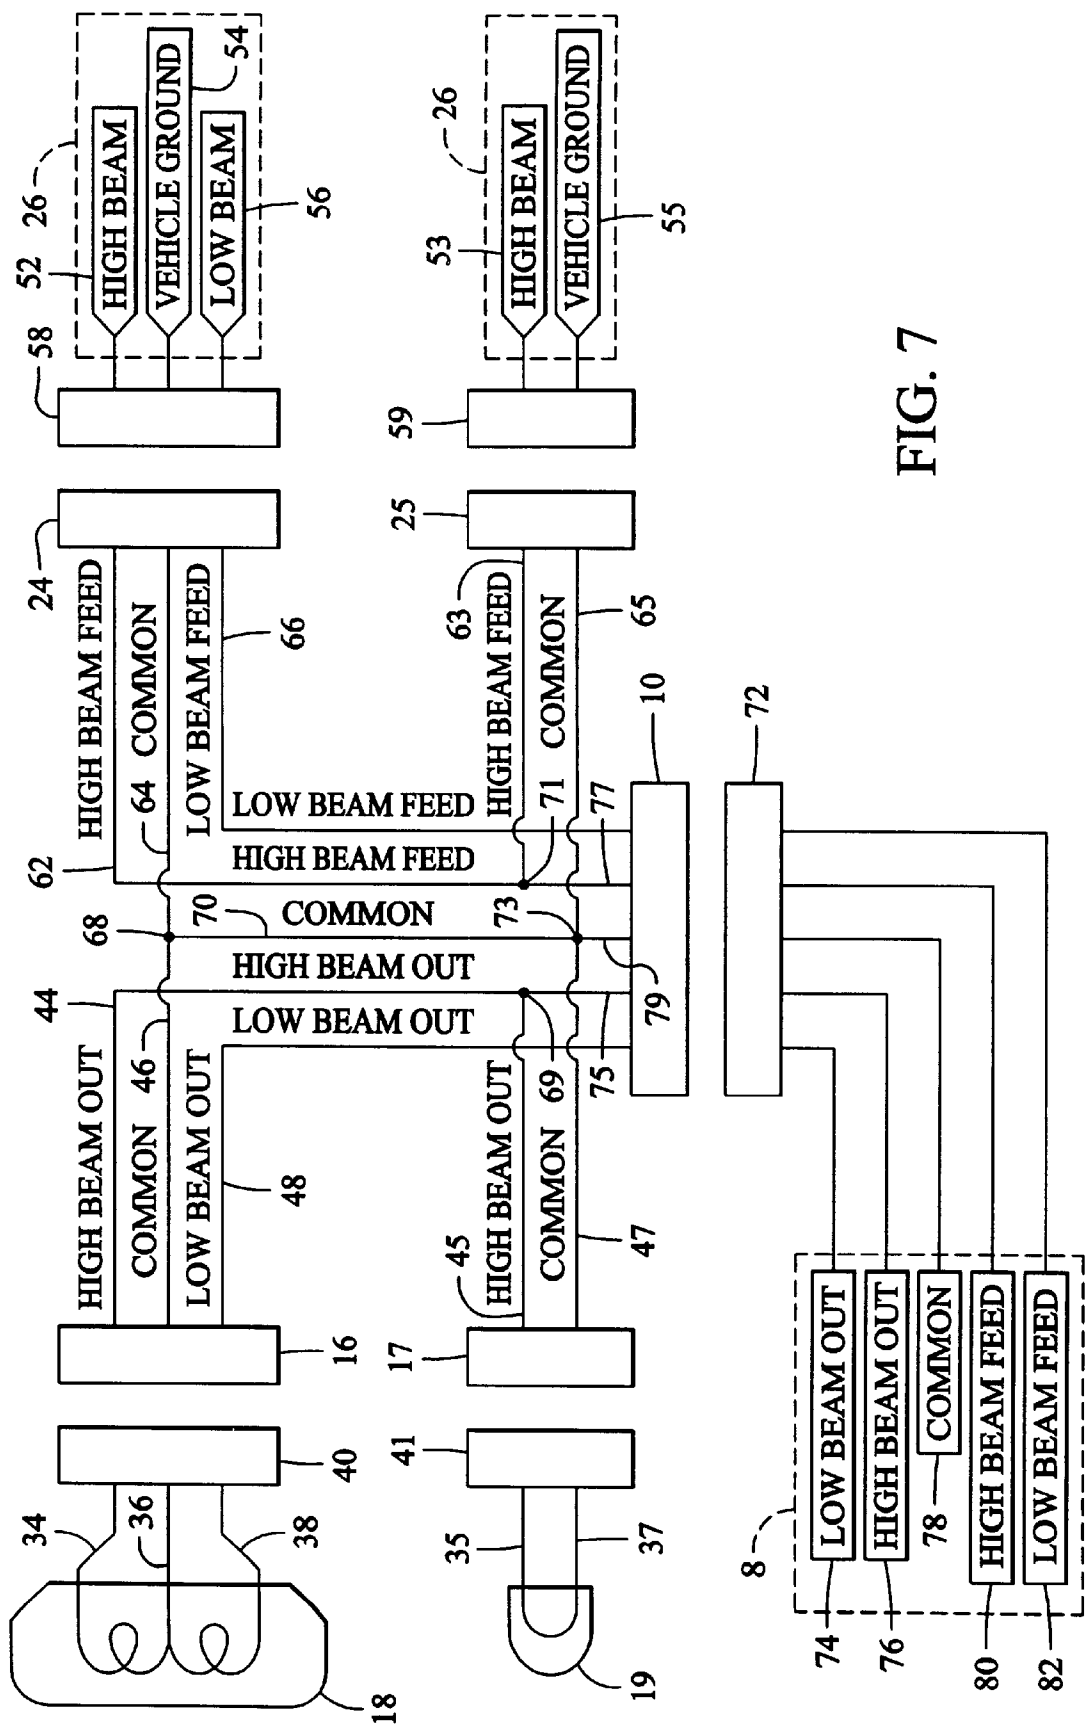 26
52
HIGH BEAM
VEHICLE GROUND
54
LOW BEAM
56
58
24
HIGH BEAM FEED
62
64 COMMON
LOW BEAM FEED
66
68
44
HIGH BEAM OUT
COMMON 46
LOW BEAM OUT
48
16
40
34
36
38
18
LOW BEAM FEED
HIGH BEAM FEED
COMMON
70
HIGH BEAM OUT
LOW BEAM OUT
26
53
HIGH BEAM
VEHICLE GROUND
55
59
25
63
HIGH BEAM FEED
COMMON
65
71
77
73
79
69
75
45
HIGH BEAM OUT
COMMON
47
17
41
35
37
19
10
72
8
74
LOW BEAM OUT
76
HIGH BEAM OUT
78
COMMON
80
HIGH BEAM FEED
82
LOW BEAM FEED
FIG. 7